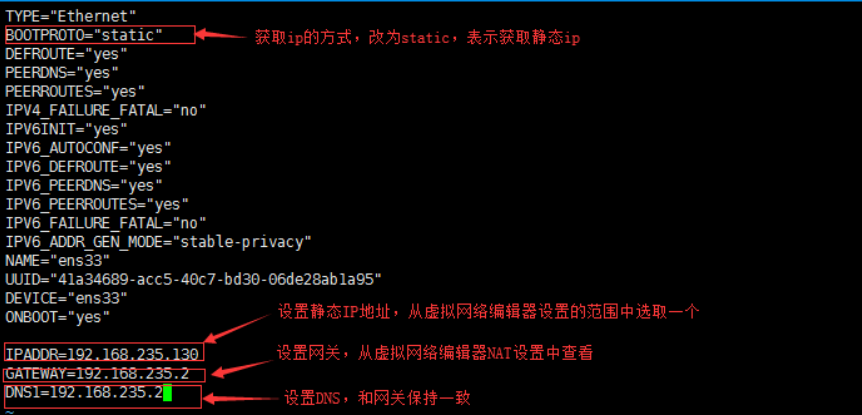 TYPE="Ethernet"
BOOTPROTO="static"
获取ip的方式，改为static，表示获取静态ip
DEFROUTE="yes"
PEERDNS="yes"
PEERROUTES="yes"
IPV4_FAILURE_FATAL="no"
IPV6INIT="yes"
IPV6_AUTOCONF="yes"
IPV6_DEFROUTE="yes"
IPV6_PEERDNS="yes"
IPV6_PEERROUTES="yes"
IPV6_FAILURE_FATAL="no"
IPV6_ADDR_GEN_MODE="stable-privacy"
NAME="ens33"
UUID="41a34689-acc5-40c7-bd30-06de28ab1a95"
DEVICE="ens33"
ONBOOT="yes"
设置静态IP地址，从虚拟网络编辑器设置的范围中选取一个
IPADDR=192.168.235.130
设置网关，从虚拟网络编辑器NAT设置中查看
GATEWAY=192.168.235.2
DNS1=192.168.235.2
设置DNS，和网关保持一致
~